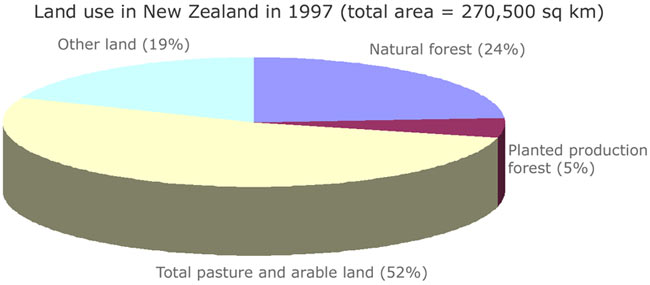 Land use in New Zealand in 1997 (total area = 270,500 sq km)
Other land (19%)
Natural forest (24%)
Planted production
forest (5%)
Total pasture and arable land (52%)